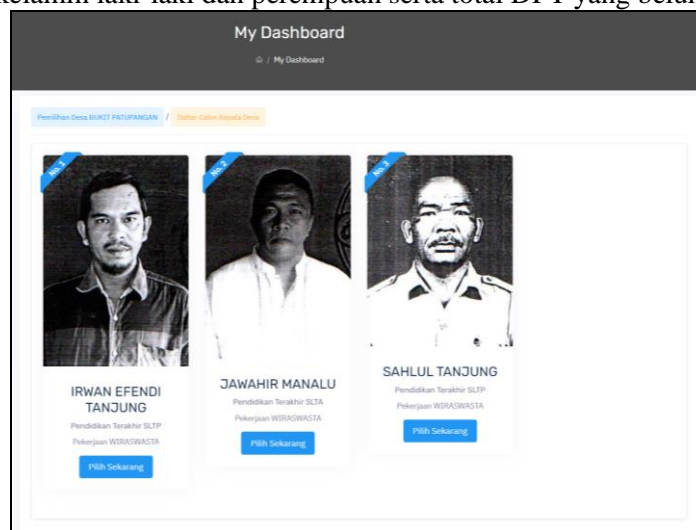 kelamin laki-laki dan perempuan serta total DPT yang belum
My Dashboard
/ My Dashboard
Pemilihan Desa BUKIT PATUPANGAN / Daftar Calon Kepala Desa
No. 1
No. 2
No. 3
IRWAN EFENDI
TANJUNG
Pendidikan Terakhir SLTP
Pekerjaan WIRASWASTA
Pilih Sekarang
JAWAHIR MANALU
Pendidikan Terakhir SLTA
Pekerjaan WIRASWASTA
Pilih Sekarang
SAHLUL TANJUNG
Pendidikan Terakhir SLTP
Pekerjaan WIRASWASTA
Pilih Sekarang